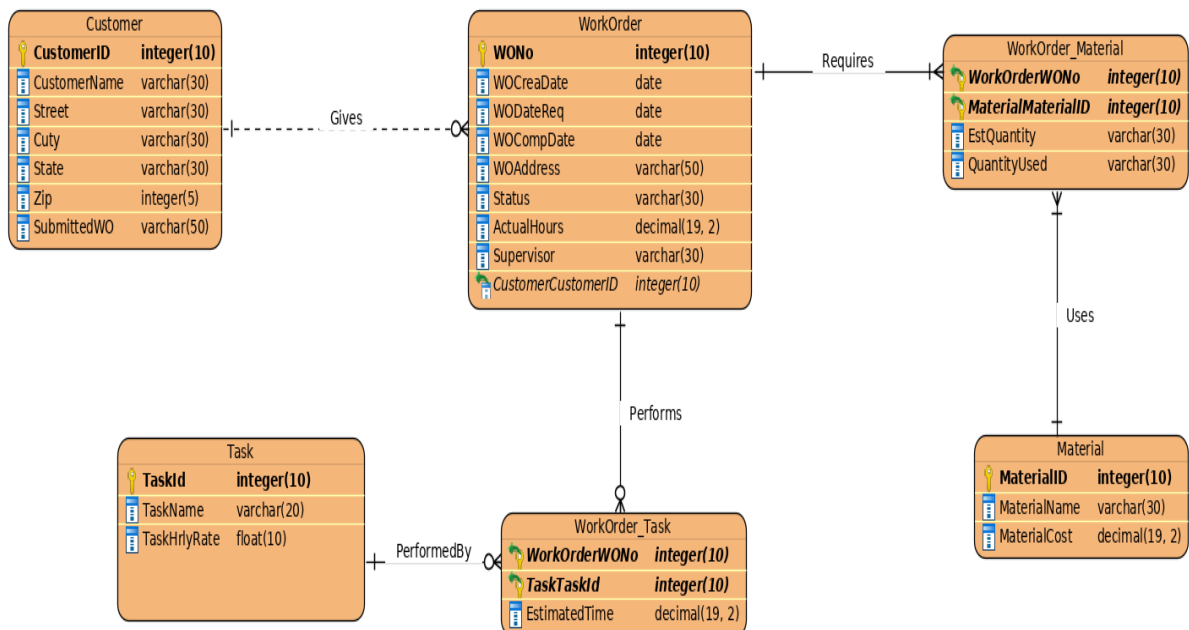 Customer
CustomerID integer(10)
CustomerName varchar(30)
Street varchar(30)
Cuty varchar(30)
State varchar(30)
Zip integer(5)
SubmittedWO varchar(50)
Gives
WorkOrder
WONo integer(10)
WOCreaDate date
WODateReq date
WOCompDate date
WOAddress varchar(50)
Status varchar(30)
ActualHours decimal(19, 2)
Supervisor varchar(30)
CustomerCustomerID integer(10)
Requires
WorkOrder_Material
WorkOrderWONo integer(10)
MaterialMaterialID integer(10)
EstQuantity varchar(30)
QuantityUsed varchar(30)
Uses
Performs
Task
TaskId integer(10)
TaskName varchar(20)
TaskHrlyRate float(10)
PerformedBy
WorkOrder_Task
WorkOrderWONo integer(10)
TaskTaskId integer(10)
EstimatedTime decimal(19, 2)
Material
MaterialID integer(10)
MaterialName varchar(30)
MaterialCost decimal(19, 2)